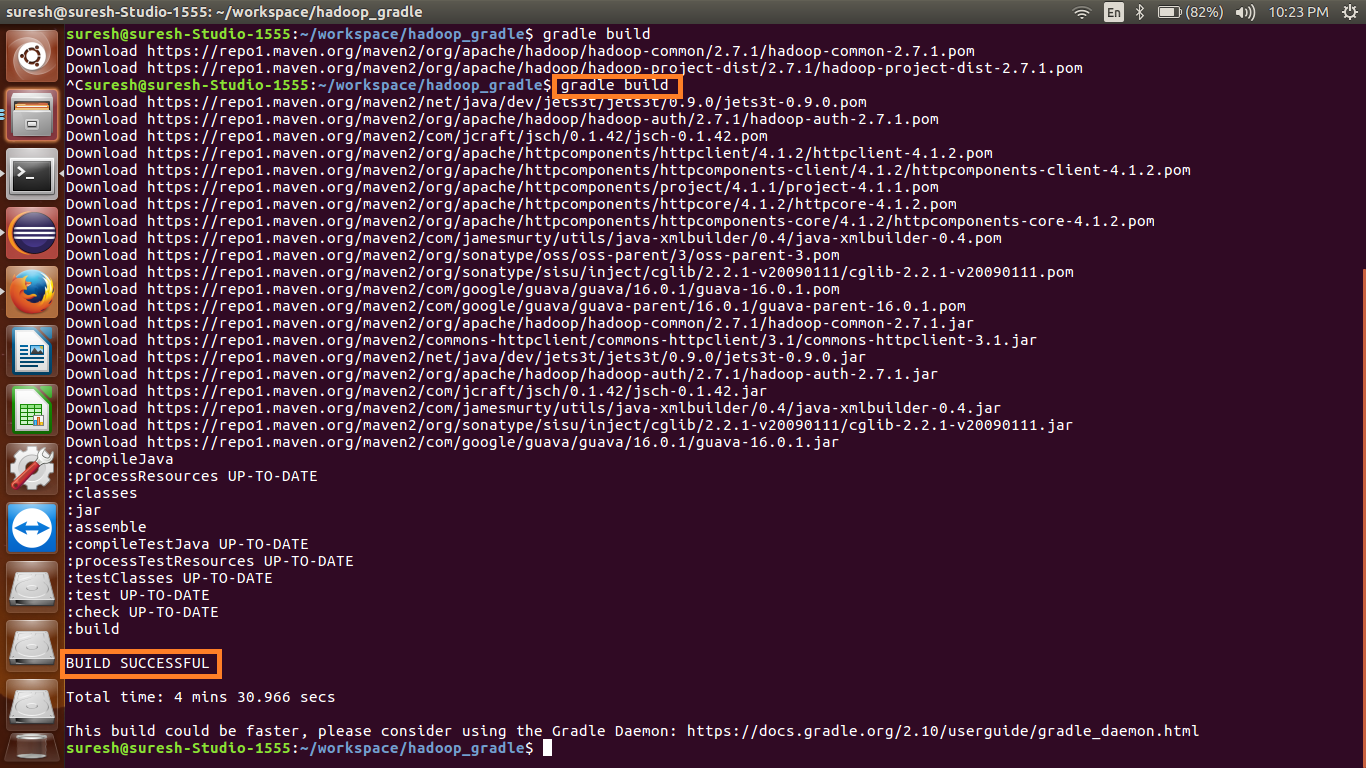 suresh@suresh-Studio-1555: ~/workspace/hadoop_gradle En (82%) 10:23 PM
suresh@suresh-Studio-1555:~/workspace/hadoop_gradle$ gradle build
Download https://repo1.maven.org/maven2/org/apache/hadoop/hadoop-common/2.7.1/hadoop-common-2.7.1.pom
Download https://repo1.maven.org/maven2/org/apache/hadoop/hadoop-project-dist/2.7.1/hadoop-project-dist-2.7.1.pom
^Csuresh@suresh-Studio-1555:~/workspace/hadoop_gradle$ gradle build
Download https://repo1.maven.org/maven2/net/java/dev/jets3t/jets3t/0.9.0/jets3t-0.9.0.pom
Download https://repo1.maven.org/maven2/org/apache/hadoop/hadoop-auth/2.7.1/hadoop-auth-2.7.1.pom
Download https://repo1.maven.org/maven2/com/jcraft/jsch/0.1.42/jsch-0.1.42.pom
Download https://repo1.maven.org/maven2/org/apache/httpcomponents/httpclient/4.1.2/httpclient-4.1.2.pom
Download https://repo1.maven.org/maven2/org/apache/httpcomponents/httpcomponents-client/4.1.2/httpcomponents-client-4.1.2.pom
Download https://repo1.maven.org/maven2/org/apache/httpcomponents/project/4.1.1/project-4.1.1.pom
Download https://repo1.maven.org/maven2/org/apache/httpcomponents/httpcore/4.1.2/httpcore-4.1.2.pom
Download https://repo1.maven.org/maven2/org/apache/httpcomponents/httpcomponents-core/4.1.2/httpcomponents-core-4.1.2.pom
Download https://repo1.maven.org/maven2/com/jamesmurty/utils/java-xmlbuilder/0.4/java-xmlbuilder-0.4.pom
Download https://repo1.maven.org/maven2/org/sonatype/oss/oss-parent/3/oss-parent-3.pom
Download https://repo1.maven.org/maven2/org/sonatype/sisu/inject/cglib/2.2.1-v20090111/cglib-2.2.1-v20090111.pom
Download https://repo1.maven.org/maven2/com/google/guava/guava/16.0.1/guava-16.0.1.pom
Download https://repo1.maven.org/maven2/com/google/guava/guava-parent/16.0.1/guava-parent-16.0.1.pom
Download https://repo1.maven.org/maven2/org/apache/hadoop/hadoop-common/2.7.1/hadoop-common-2.7.1.jar
Download https://repo1.maven.org/maven2/commons-httpclient/commons-httpclient/3.1/commons-httpclient-3.1.jar
Download https://repo1.maven.org/maven2/net/java/dev/jets3t/jets3t/0.9.0/jets3t-0.9.0.jar
Download https://repo1.maven.org/maven2/org/apache/hadoop/hadoop-auth/2.7.1/hadoop-auth-2.7.1.jar
Download https://repo1.maven.org/maven2/com/jcraft/jsch/0.1.42/jsch-0.1.42.jar
Download https://repo1.maven.org/maven2/com/jamesmurty/utils/java-xmlbuilder/0.4/java-xmlbuilder-0.4.jar
Download https://repo1.maven.org/maven2/org/sonatype/sisu/inject/cglib/2.2.1-v20090111/cglib-2.2.1-v20090111.jar
Download https://repo1.maven.org/maven2/com/google/guava/guava/16.0.1/guava-16.0.1.jar
:compileJava
:processResources UP-TO-DATE
:classes
:jar
:assemble
:compileTestJava UP-TO-DATE
:processTestResources UP-TO-DATE
:testClasses UP-TO-DATE
:test UP-TO-DATE
:check UP-TO-DATE
:build
BUILD SUCCESSFUL
Total time: 4 mins 30.966 secs
This build could be faster, please consider using the Gradle Daemon: https://docs.gradle.org/2.10/userguide/gradle_daemon.html
suresh@suresh-Studio-1555:~/workspace/hadoop_gradle$